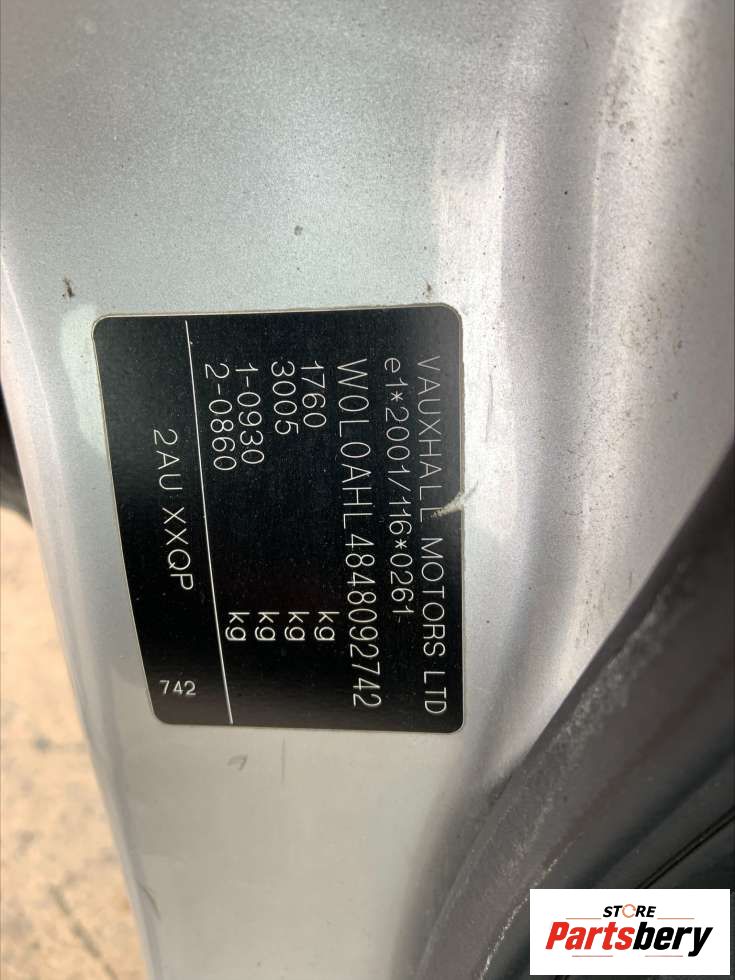 VAUXHALL MOTORS LTD
e1*2001/116*0261
W0L0AHL4848092742
1760 kg
3005 kg
1-0930 kg
2-0860 kg
2AU XXQP
742
STORE
Partsbery